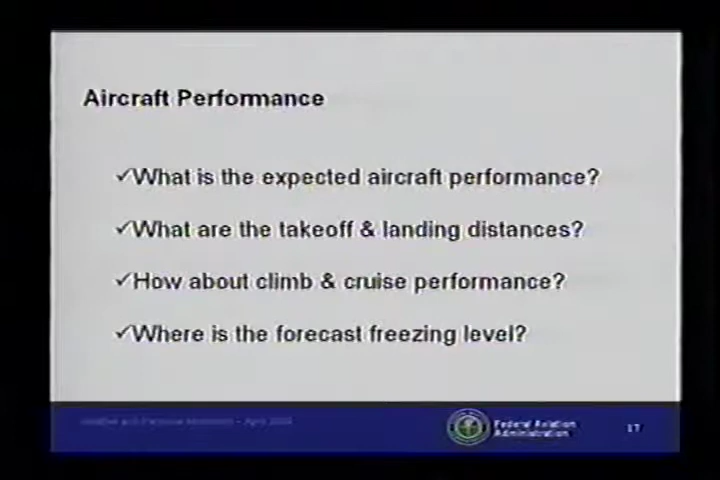 Aircraft Performance
✓What is the expected aircraft performance?
✓What are the takeoff & landing distances?
✓How about climb & cruise performance?
✓Where is the forecast freezing level?
Federal Aviation
Administration
17